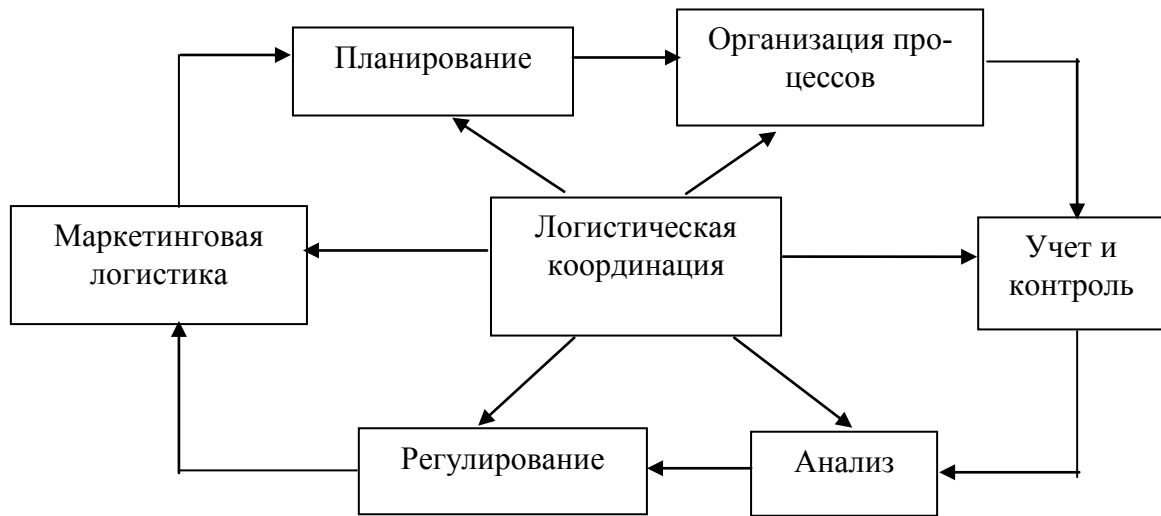 Планирование
Организация про-
цессов
Маркетинговая
логистика
Логистическая
координация
Учет и
контроль
Регулирование
Анализ